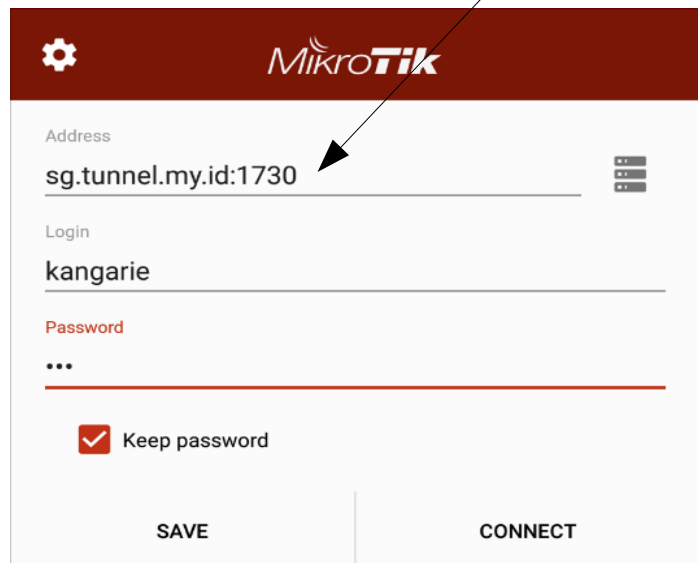 MikroTik
Address
sg.tunnel.my.id:1730
Login
kangarie
Password
•••
Keep password
SAVE
CONNECT